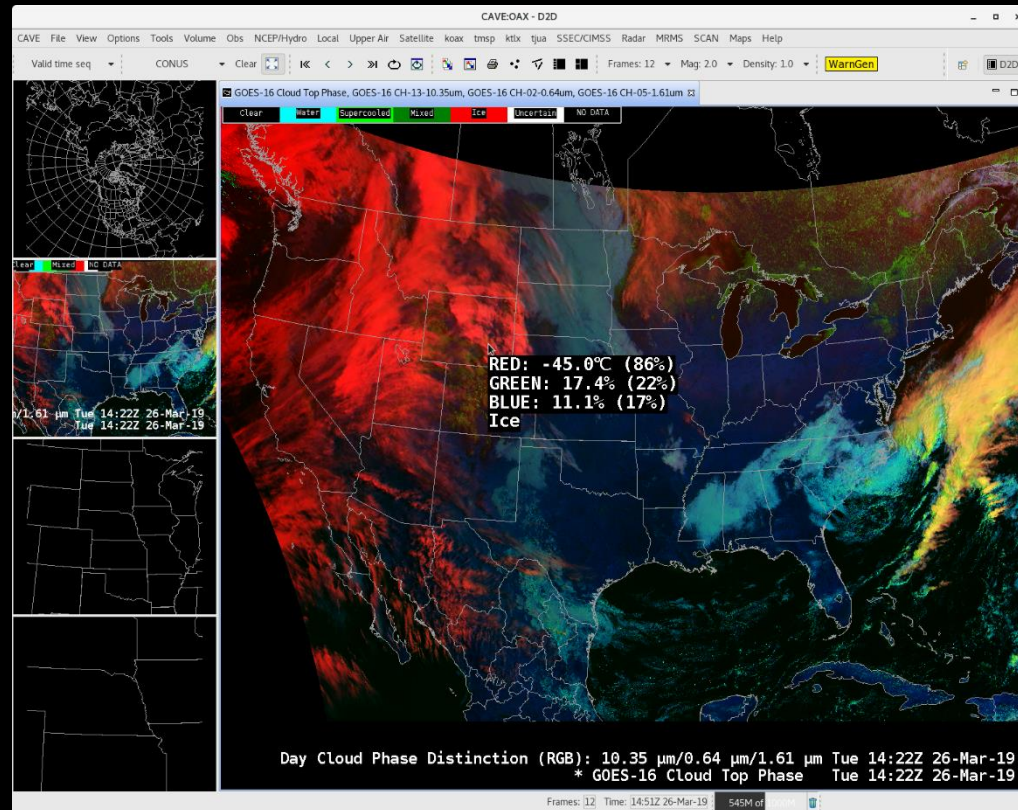 CAVE:OAX - D2D
CAVE File View Options Tools Volume Obs NCEP/Hydro Local Upper Air Satellite koax tmsp ktlx tjua SSEC/CIMSS Radar MRMS SCAN Maps Help
Valid time seq CONUS Clear Frames: 12 Mag: 2.0 Density: 1.0 WarnGen D2D
GOES-16 Cloud Top Phase, GOES-16 CH-13-10.35um, GOES-16 CH-02-0.64um, GOES-16 CH-05-1.61um
Clear Water Supercooled Mixed Ice Uncertain NO DATA
Clear Mixed NO DATA
RED: -45.0℃ (86%)
GREEN: 17.4% (22%)
BLUE: 11.1% (17%)
Ice
/1.61 µm Tue 14:22Z 26-Mar-19
Tue 14:22Z 26-Mar-19
Day Cloud Phase Distinction (RGB): 10.35 µm/0.64 µm/1.61 µm Tue 14:22Z 26-Mar-19
* GOES-16 Cloud Top Phase Tue 14:22Z 26-Mar-19
Frames: 12 Time: 14:51Z 26-Mar-19 545M of